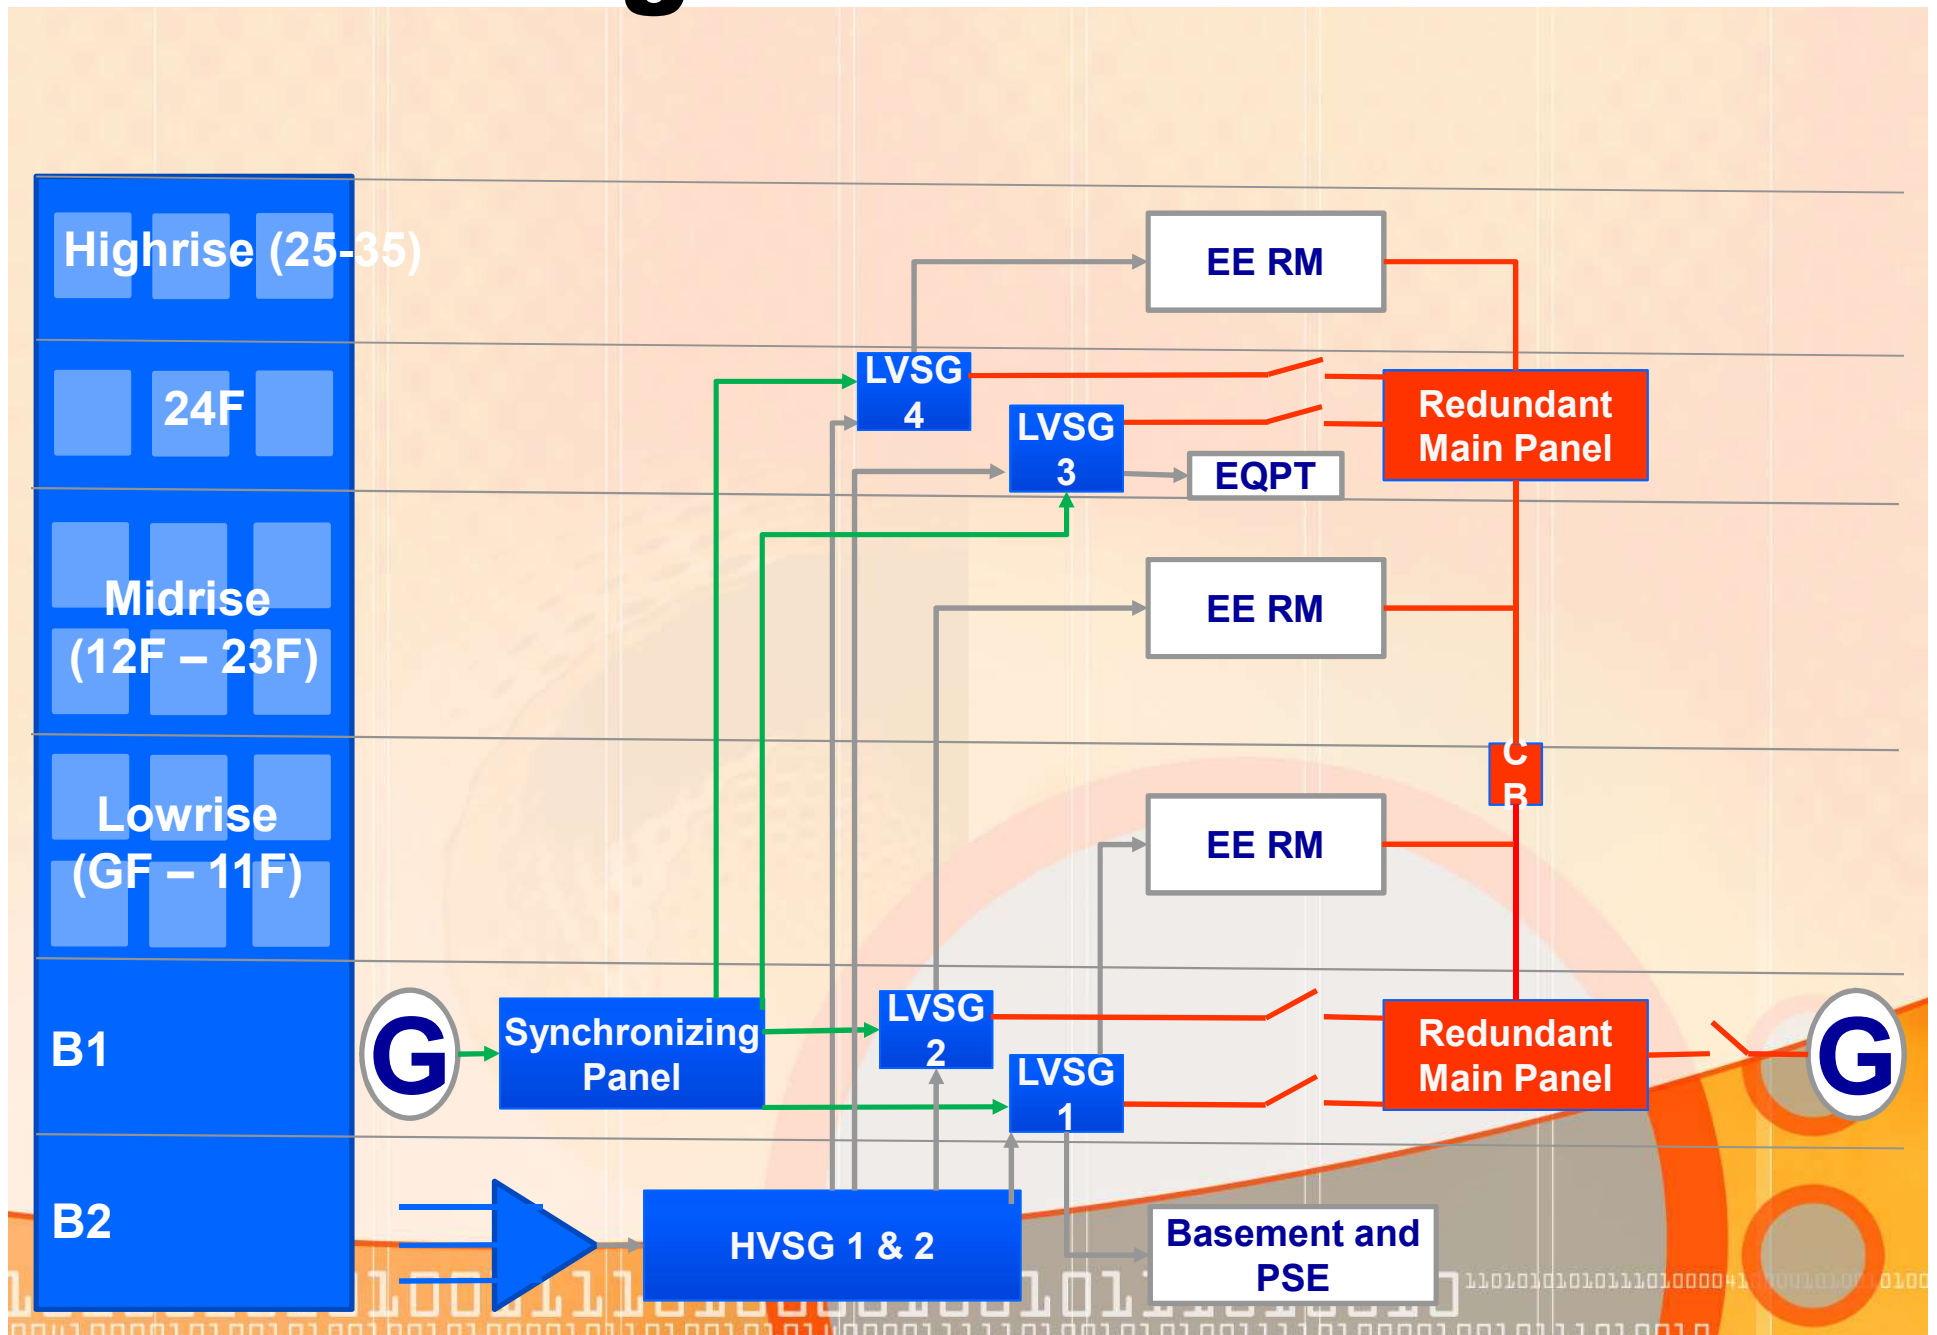 Highrise (25-35)
EE RM
24F
LVSG
4
LVSG
3
EQPT
Redundant
Main Panel
Midrise
(12F – 23F)
EE RM
C
B
Lowrise
(GF – 11F)
EE RM
B1
G
Synchronizing
Panel
LVSG
2
LVSG
1
Redundant
Main Panel
G
B2
HVSG 1 & 2
Basement and
PSE